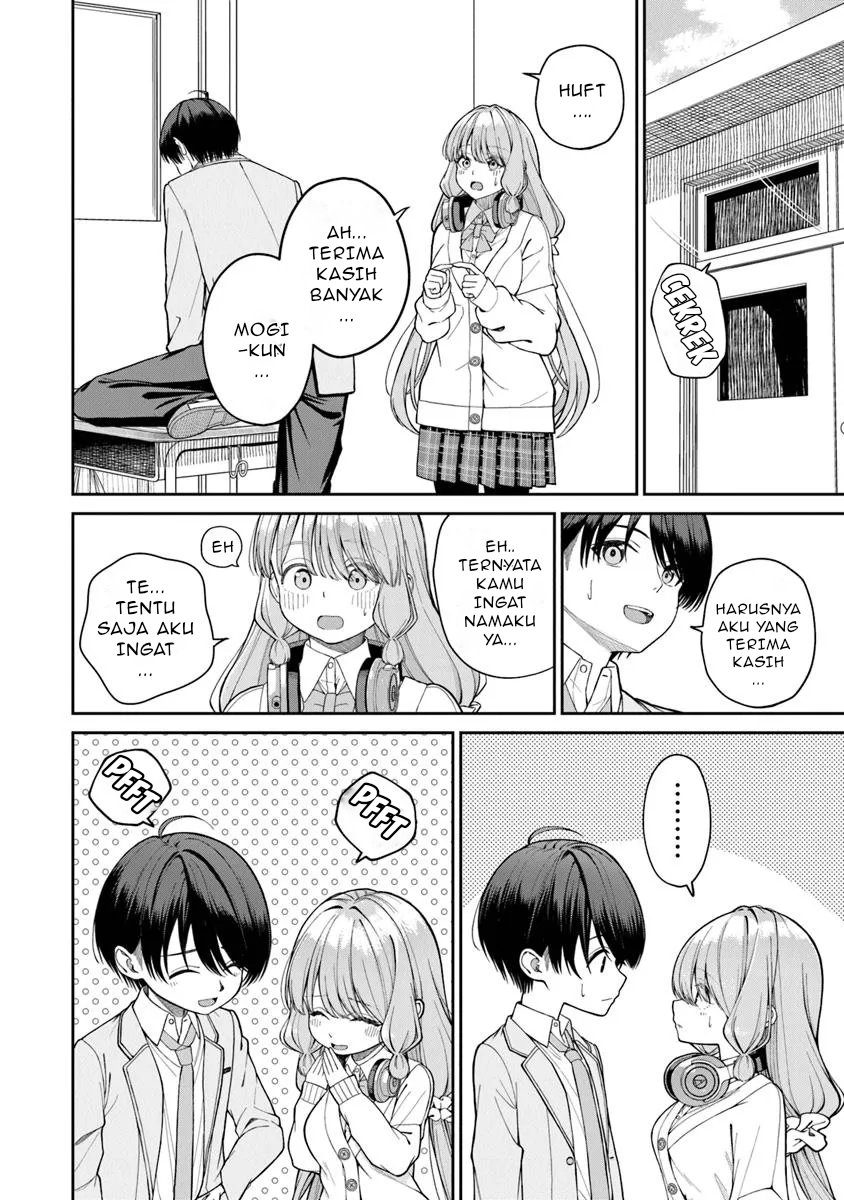 CEKREK
HUFT
....
AH...
TERIMA
KASIH
BANYAK
...
MOGI
-KUN
...
HARUSNYA
AKU YANG
TERIMA
KASIH
...
EH..
TERNYATA
KAMU
INGAT
NAMAKU
YA...
EH
TE...
TENTU
SAJA AKU
INGAT
...
........
PFFT
PFFT